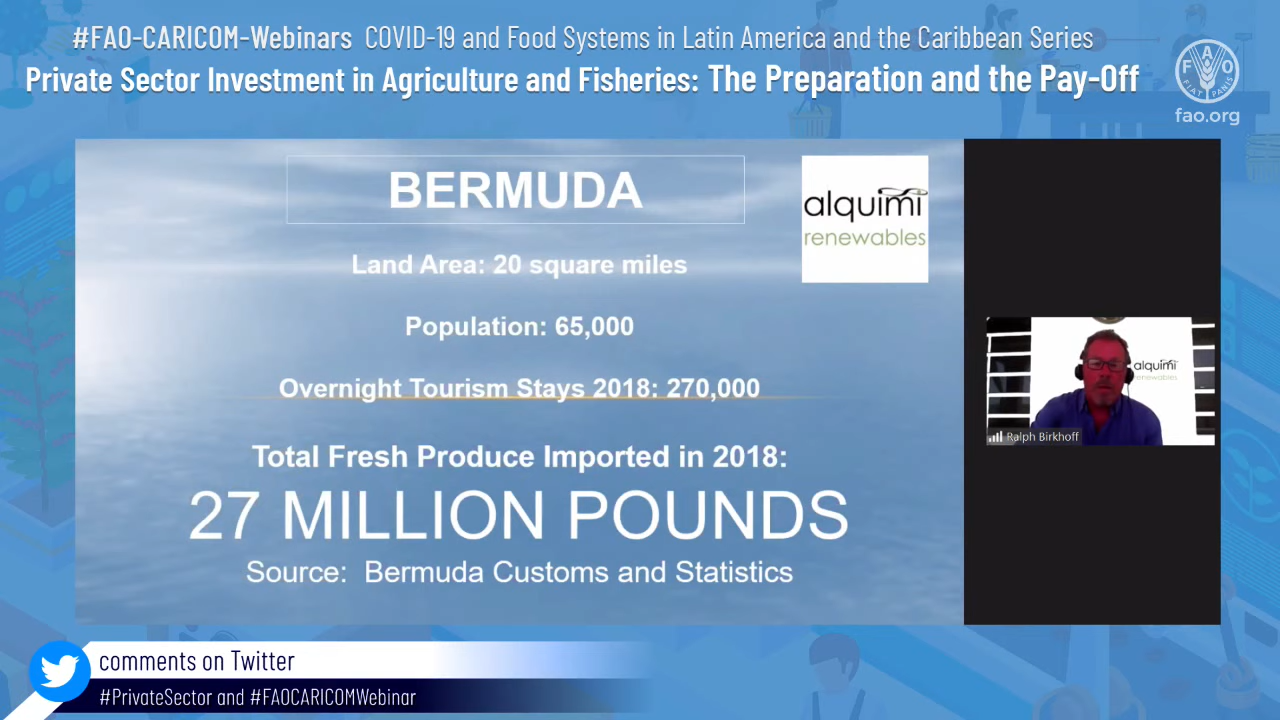 #FAO-CARICOM-Webinars COVID-19 and Food Systems in Latin America and the Caribbean Series
Private Sector Investment in Agriculture and Fisheries: The Preparation and the Pay-Off
F A O
FIAT PANIS
fao.org
BERMUDA
alquimi
renewables
Land Area: 20 square miles
Population: 65,000
Overnight Tourism Stays 2018: 270,000
Total Fresh Produce Imported in 2018:
27 MILLION POUNDS
Source: Bermuda Customs and Statistics
alquimi
renewables
Ralph Birkhoff
comments on Twitter
#PrivateSector and #FAOCARICOMWebinar